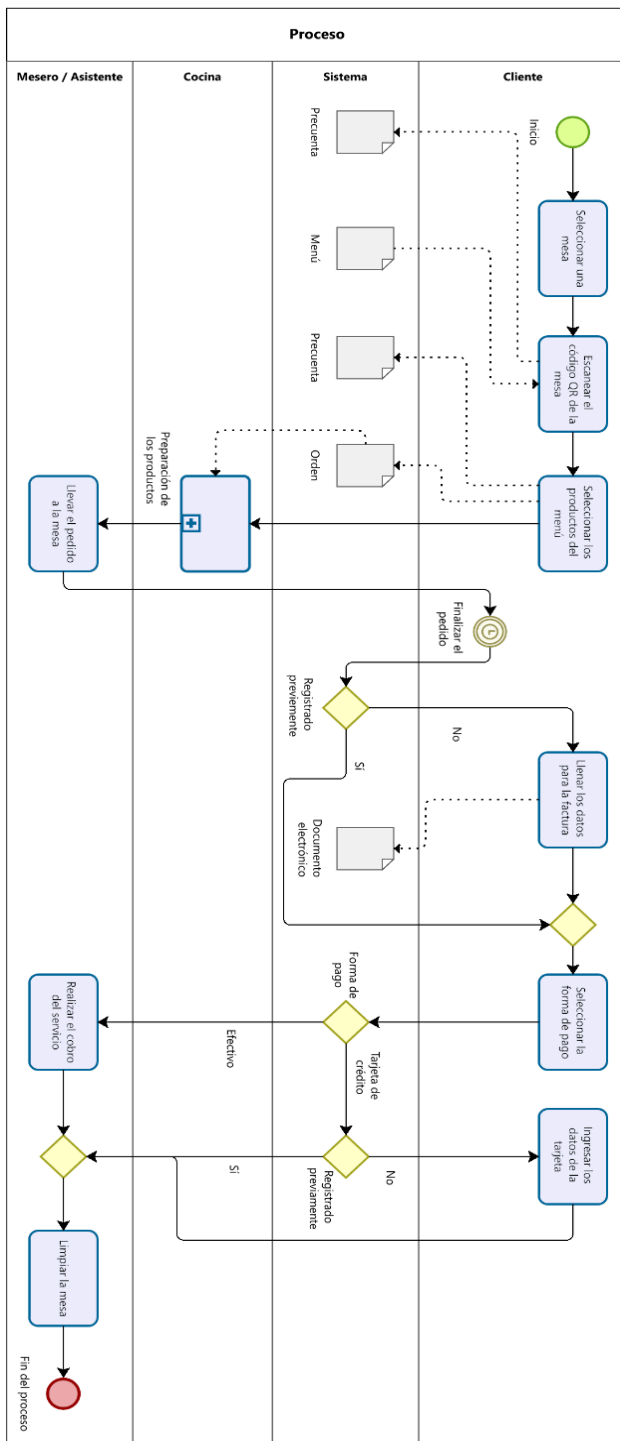 Proceso
Mesero / Asistente
Cocina
Sistema
Cliente
Inicio
Seleccionar una
mesa
Precuenta
Menú
Escanear el
código QR de la
mesa
Precuenta
Orden
Seleccionar los
productos del
menú
Preparación de
los productos
Llevar el pedido
a la mesa
Finalizar el
pedido
Registrado
previemente
No
Sí
Llenar los datos
para la factura
Documento
electrónico
Seleccionar la
forma de pago
Forma de
pago
Efectivo
Tarjeta de
crédito
Realizar el cobro
del servicio
Registrado
previamente
No
Sí
Ingresar los
datos de la
tarjeta
Limpiar la mesa
Fin del proceso